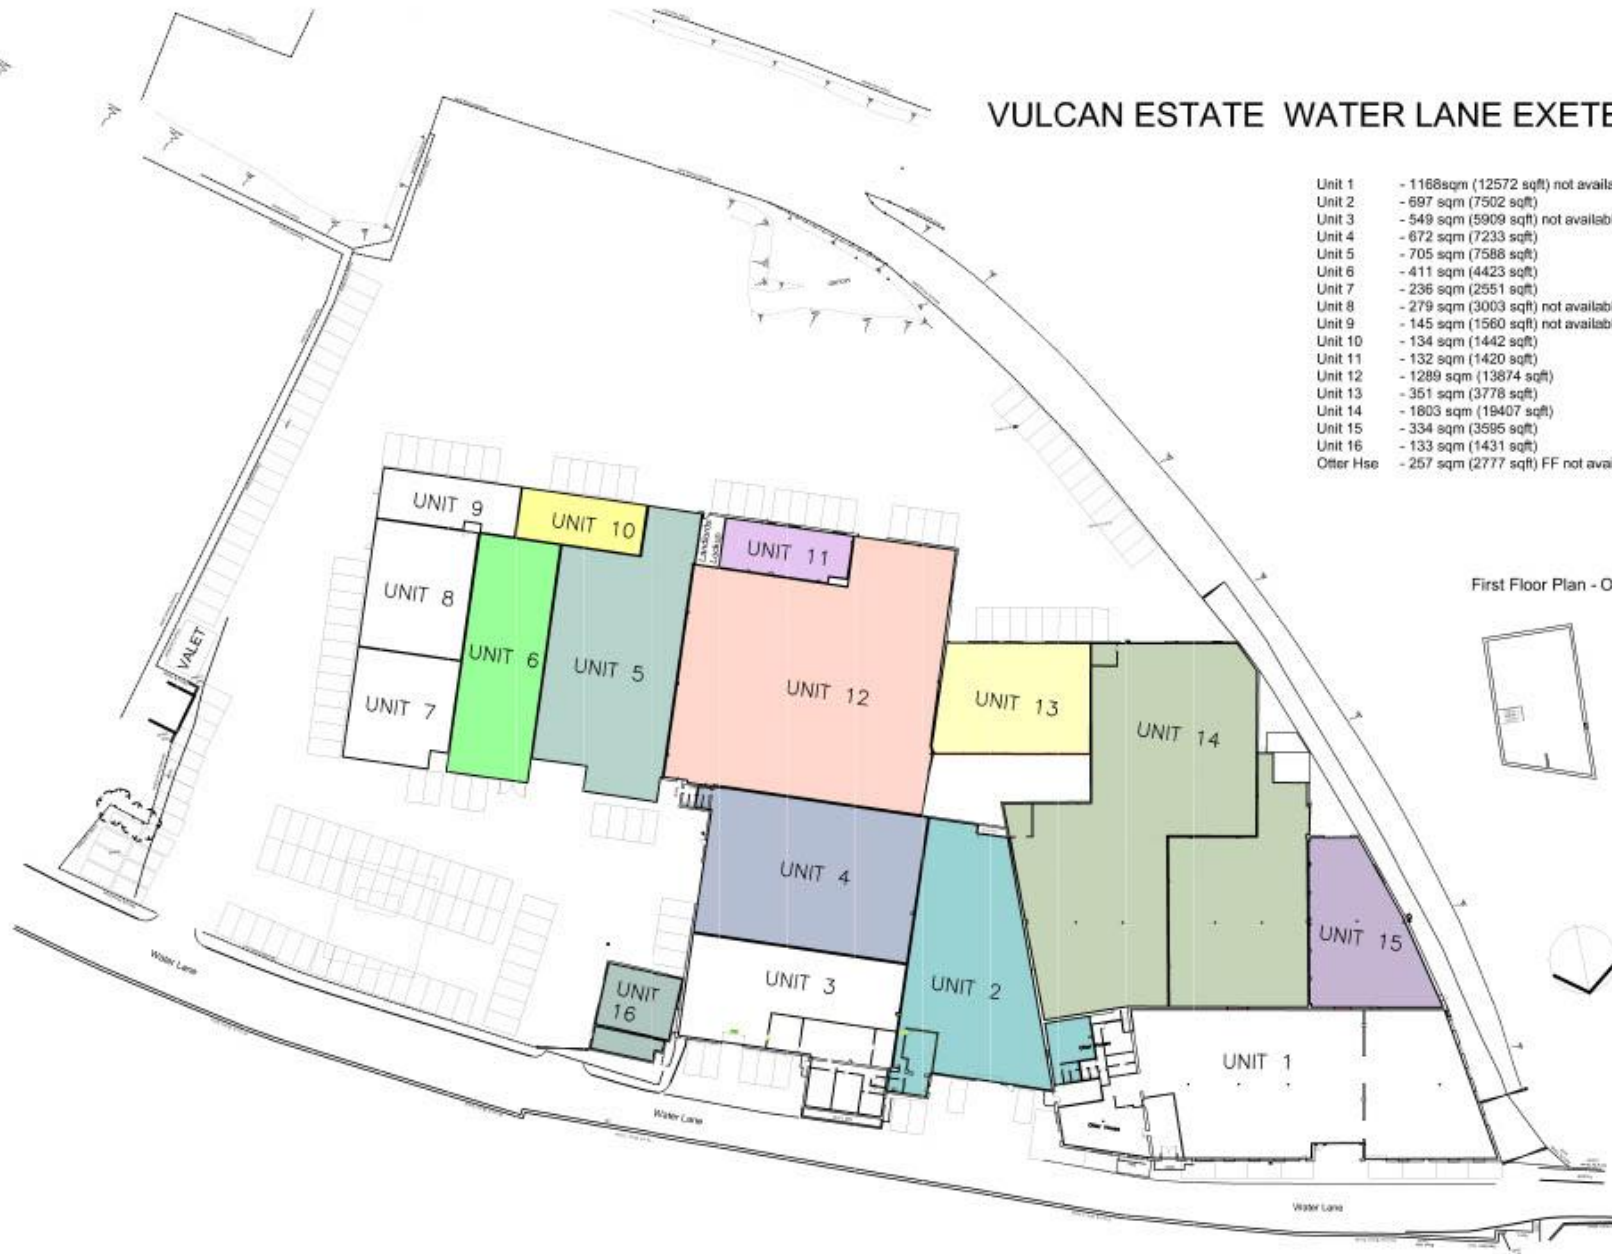 VULCAN ESTATE WATER LANE EXETE
Unit 1 - 1168sqm (12572 sqft) not availa
Unit 2 - 697 sqm (7502 sqft)
Unit 3 - 549 sqm (5909 sqft) not availab
Unit 4 - 672 sqm (7233 sqft)
Unit 5 - 705 sqm (7588 sqft)
Unit 6 - 411 sqm (4423 sqft)
Unit 7 - 236 sqm (2551 sqft)
Unit 8 - 279 sqm (3003 sqft) not availab
Unit 9 - 145 sqm (1560 sqft) not availab
Unit 10 - 134 sqm (1442 sqft)
Unit 11 - 132 sqm (1420 sqft)
Unit 12 - 1289 sqm (13874 sqft)
Unit 13 - 351 sqm (3778 sqft)
Unit 14 - 1803 sqm (19407 sqft)
Unit 15 - 334 sqm (3595 sqft)
Unit 16 - 133 sqm (1431 sqft)
Otter Hse - 257 sqm (2777 sqft) FF not avai
UNIT 9
UNIT 10
Landlords
Lockup
UNIT 11
First Floor Plan - O
UNIT 8
VALET
UNIT 6
UNIT 5
UNIT 7
UNIT 12
UNIT 13
UNIT 14
UNIT 4
UNIT 15
Water Lane
UNIT 3
UNIT 2
UNIT
16
UNIT 1
Water Lane
Otter House
Water Lane